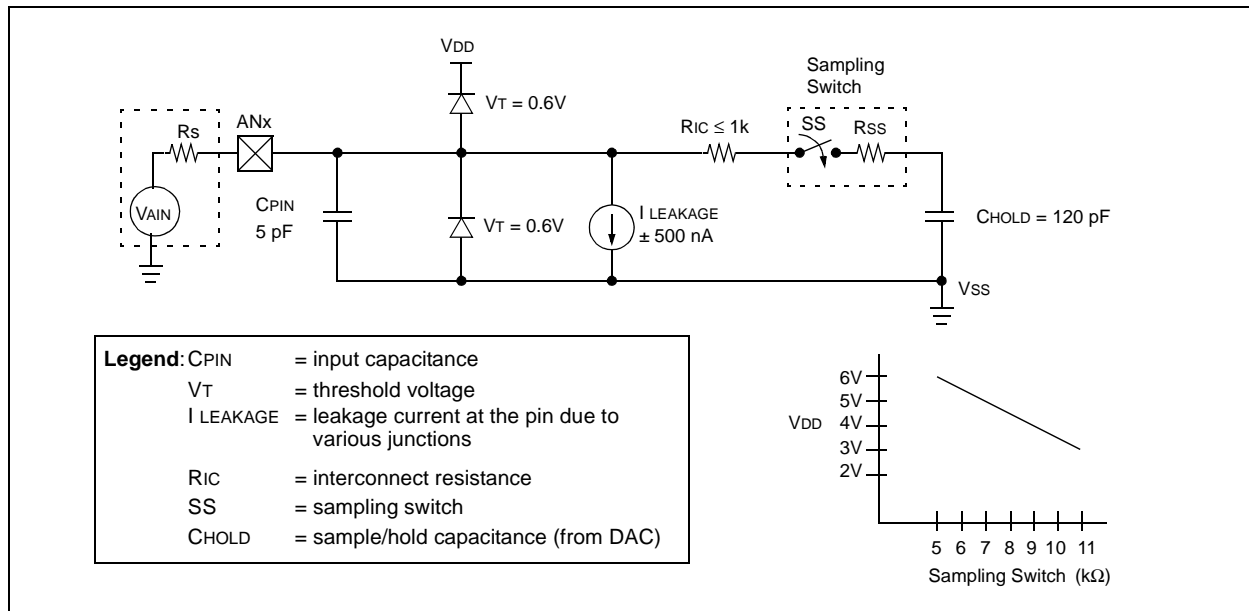 VDD
Sampling
Switch
VT = 0.6V
ANx
Rs
RIC ≤ 1k
SS
RSS
VAIN
CPIN
5 pF
VT = 0.6V
I LEAKAGE
± 500 nA
CHOLD = 120 pF
VSS
Legend: CPIN = input capacitance
VT = threshold voltage
I LEAKAGE = leakage current at the pin due to
various junctions
RIC = interconnect resistance
SS = sampling switch
CHOLD = sample/hold capacitance (from DAC)
6V
5V
VDD 4V
3V
2V
5 6 7 8 9 10 11
Sampling Switch (kΩ)